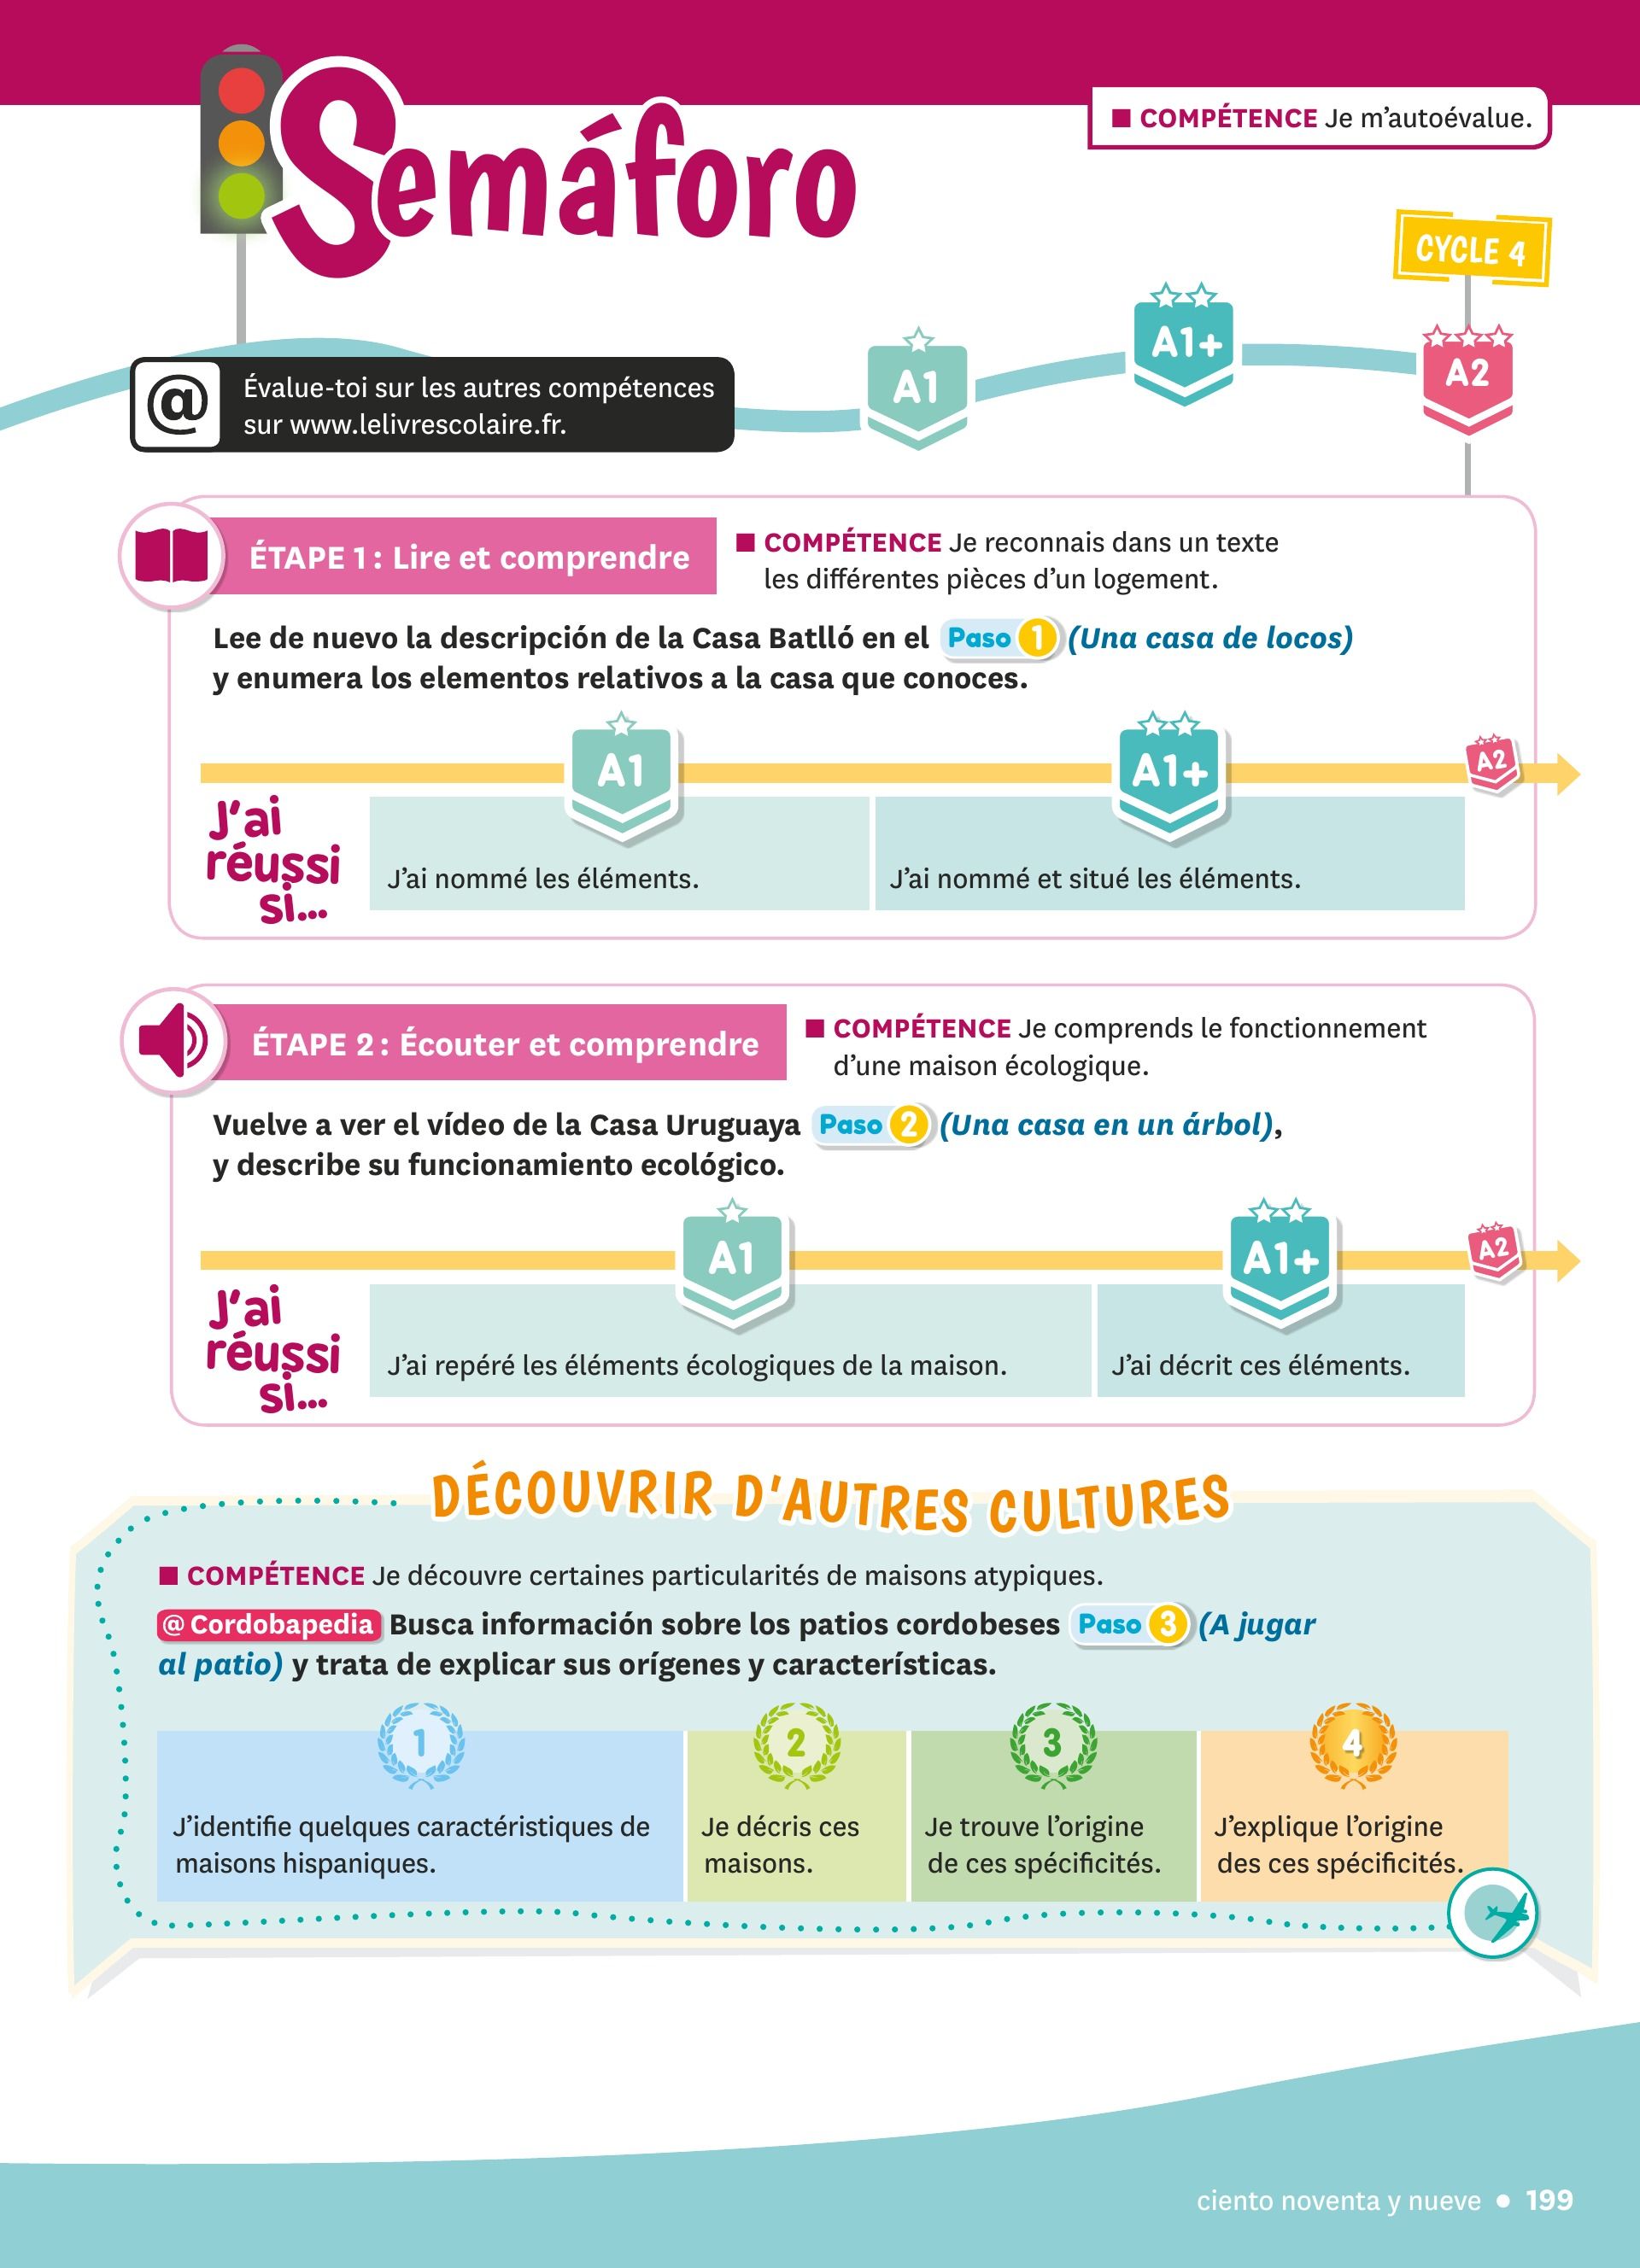 Semáforo
■ COMPÉTENCE Je m'autoévalue.
CYCLE 4
@ Évalue-toi sur les autres compétences
sur www.lelivrescolaire.fr.
A1
A1+
A2
ÉTAPE 1 : Lire et comprendre
■ COMPÉTENCE Je reconnais dans un texte
les différentes pièces d'un logement.
Lee de nuevo la descripción de la Casa Batlló en el Paso 1 (Una casa de locos)
y enumera los elementos relativos a la casa que conoces.
A1
A1+
A2
J'ai
réussi
si...
J'ai nommé les éléments.
J'ai nommé et situé les éléments.
ÉTAPE 2 : Écouter et comprendre
■ COMPÉTENCE Je comprends le fonctionnement
d'une maison écologique.
Vuelve a ver el vídeo de la Casa Uruguaya Paso 2 (Una casa en un árbol),
y describe su funcionamiento ecológico.
A1
A1+
A2
J'ai
réussi
si...
J'ai repéré les éléments écologiques de la maison.
J'ai décrit ces éléments.
DÉCOUVRIR D'AUTRES CULTURES
■ COMPÉTENCE Je découvre certaines particularités de maisons atypiques.
@ Cordobapedia Busca información sobre los patios cordobeses Paso 3 (A jugar
al patio) y trata de explicar sus orígenes y características.
1
J'identifie quelques caractéristiques de
maisons hispaniques.
2
Je décris ces
maisons.
3
Je trouve l'origine
de ces spécificités.
4
J'explique l'origine
des ces spécificités.
ciento noventa y nueve • 199